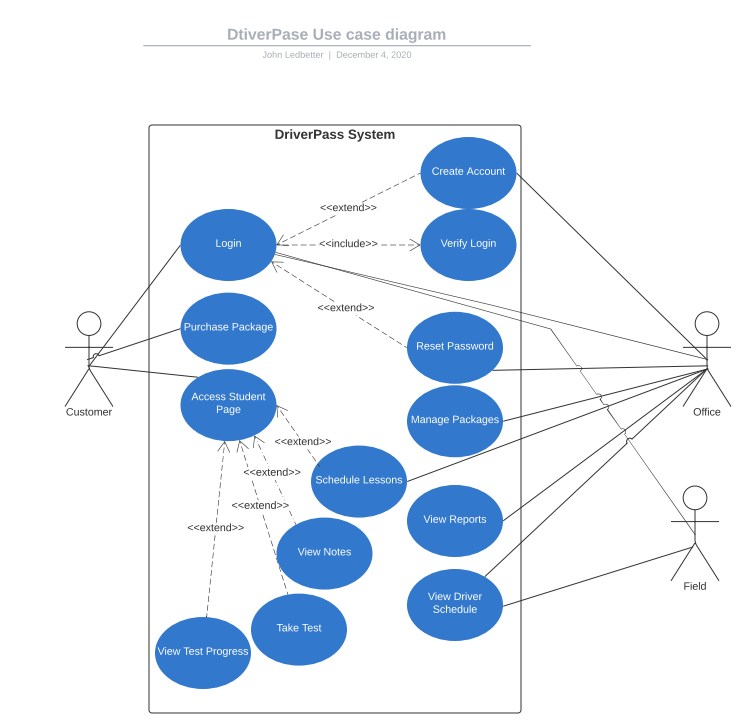 DtiverPase Use case diagram
John Ledbetter | December 4, 2020
DriverPass System
Create Account
<<extend>>
Login
<<include>>
Verify Login
<<extend>>
Purchase Package
Reset Password
Customer
Access Student
Page
Manage Packages
Office
<<extend>>
<<extend>>
Schedule Lessons
<<extend>>
<<extend>>
View Reports
View Notes
Field
View Driver
Schedule
Take Test
View Test Progress